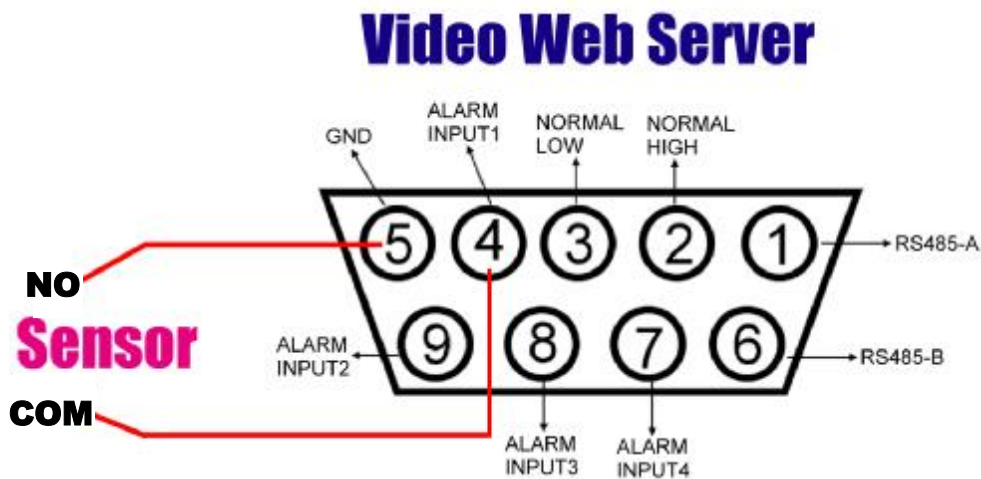 Video Web Server
GND
ALARM
INPUT1
NORMAL
LOW
NORMAL
HIGH
5
4
3
2
1
RS485-A
NO
Sensor
COM
ALARM
INPUT2
9
8
7
6
RS485-B
ALARM
INPUT3
ALARM
INPUT4